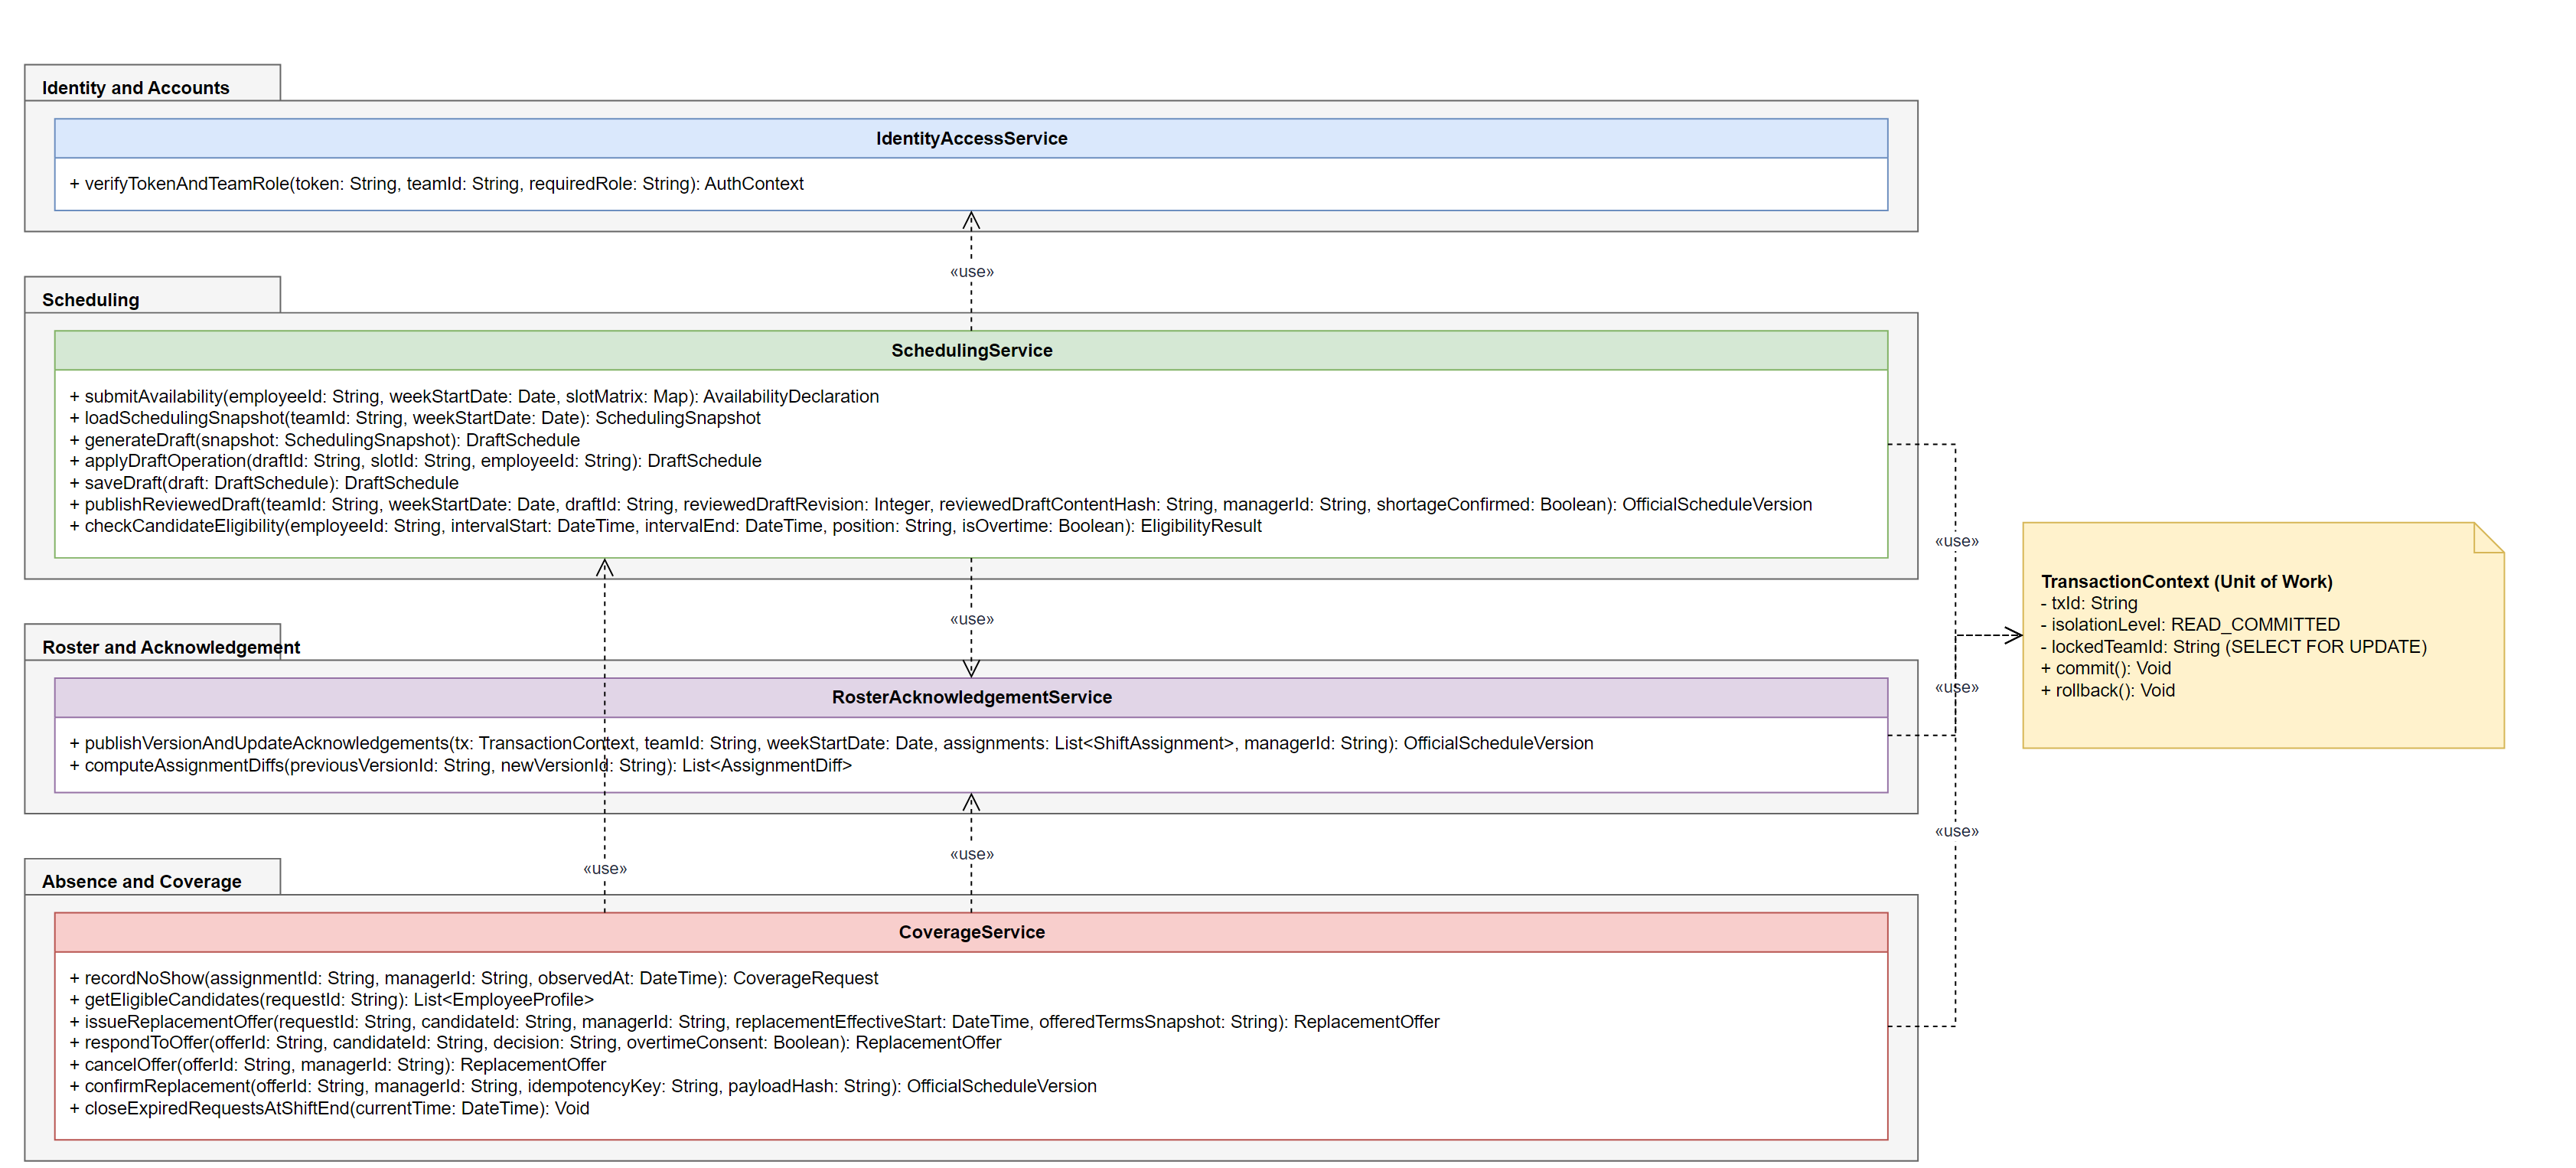 Identity and Accounts
IdentityAccessService
+ verifyTokenAndTeamRole(token: String, teamId: String, requiredRole: String): AuthContext
«use»
Scheduling
SchedulingService
+ submitAvailability(employeeId: String, weekStartDate: Date, slotMatrix: Map): AvailabilityDeclaration
+ loadSchedulingSnapshot(teamId: String, weekStartDate: Date): SchedulingSnapshot
+ generateDraft(snapshot: SchedulingSnapshot): DraftSchedule
+ applyDraftOperation(draftId: String, slotId: String, employeeId: String): DraftSchedule
+ saveDraft(draft: DraftSchedule): DraftSchedule
+ publishReviewedDraft(teamId: String, weekStartDate: Date, draftId: String, reviewedDraftRevision: Integer, reviewedDraftContentHash: String, managerId: String, shortageConfirmed: Boolean): OfficialScheduleVersion
+ checkCandidateEligibility(employeeId: String, intervalStart: DateTime, intervalEnd: DateTime, position: String, isOvertime: Boolean): EligibilityResult
«use»
«use»
Roster and Acknowledgement
RosterAcknowledgementService
+ publishVersionAndUpdateAcknowledgements(tx: TransactionContext, teamId: String, weekStartDate: Date, assignments: List<ShiftAssignment>, managerId: String): OfficialScheduleVersion
+ computeAssignmentDiffs(previousVersionId: String, newVersionId: String): List<AssignmentDiff>
«use»
«use»
«use»
«use»
Absence and Coverage
CoverageService
+ recordNoShow(assignmentId: String, managerId: String, observedAt: DateTime): CoverageRequest
+ getEligibleCandidates(requestId: String): List<EmployeeProfile>
+ issueReplacementOffer(requestId: String, candidateId: String, managerId: String, replacementEffectiveStart: DateTime, offeredTermsSnapshot: String): ReplacementOffer
+ respondToOffer(offerId: String, candidateId: String, decision: String, overtimeConsent: Boolean): ReplacementOffer
+ cancelOffer(offerId: String, managerId: String): ReplacementOffer
+ confirmReplacement(offerId: String, managerId: String, idempotencyKey: String, payloadHash: String): OfficialScheduleVersion
+ closeExpiredRequestsAtShiftEnd(currentTime: DateTime): Void
TransactionContext (Unit of Work)
- txId: String
- isolationLevel: READ_COMMITTED
- lockedTeamId: String (SELECT FOR UPDATE)
+ commit(): Void
+ rollback(): Void